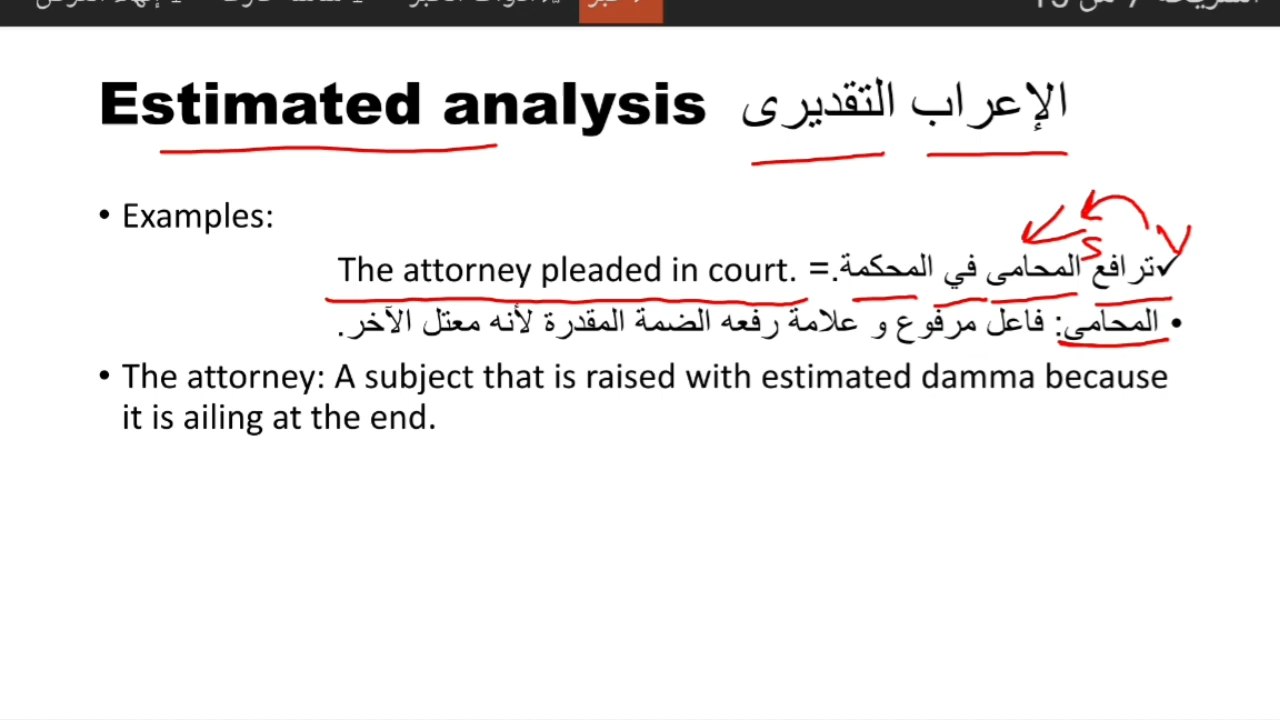 Estimated analysis الإعراب التقديرى
• Examples:
✓ترافع المحامى في المحكمة.= The attorney pleaded in court.
• المحامى: فاعل مرفوع و علامة رفعه الضمة المقدرة لأنه معتل الآخر.
• The attorney: A subject that is raised with estimated damma because
it is ailing at the end.
V
S